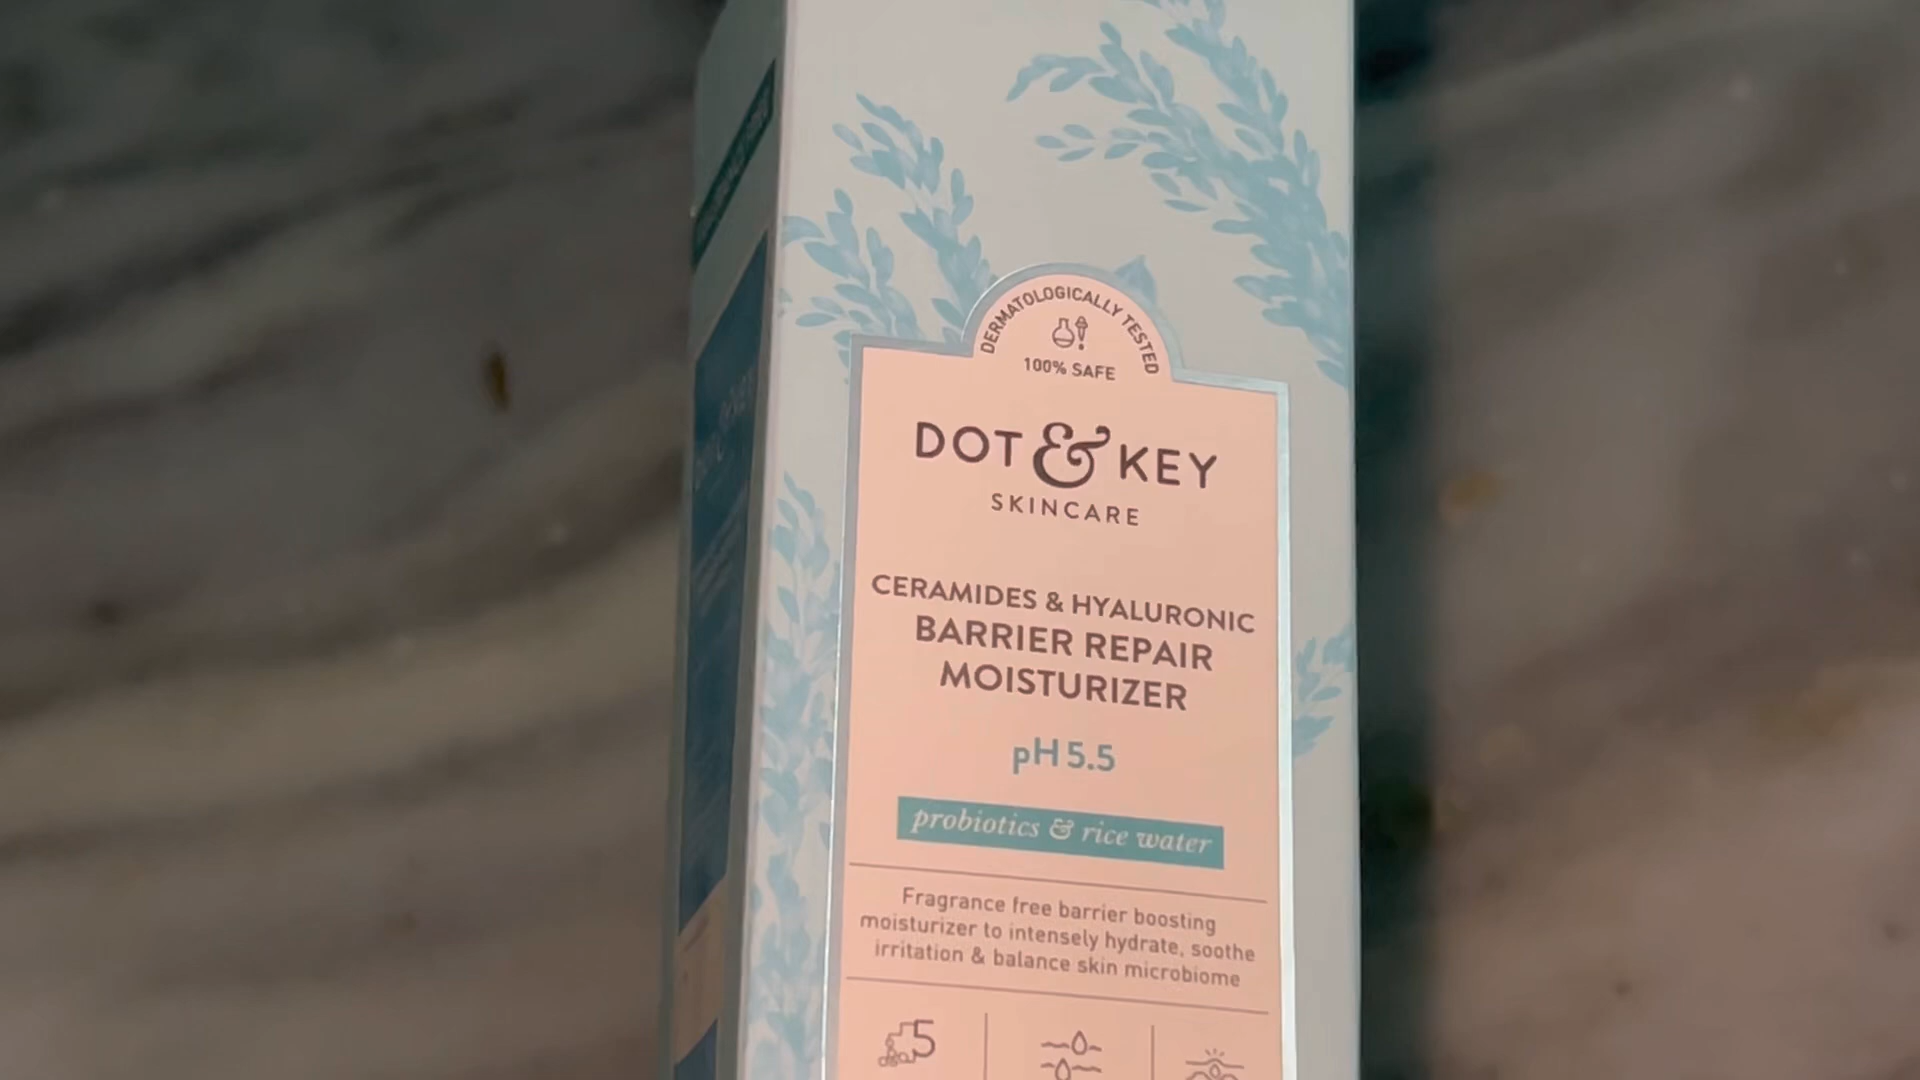 DERMATOLOGICALLY TESTED
100% SAFE
DOT & KEY
SKINCARE
CERAMIDES & HYALURONIC
BARRIER REPAIR
MOISTURIZER
pH 5.5
probiotics & rice water
Fragrance free barrier boosting
moisturizer to intensely hydrate, soothe
irritation & balance skin microbiome
5